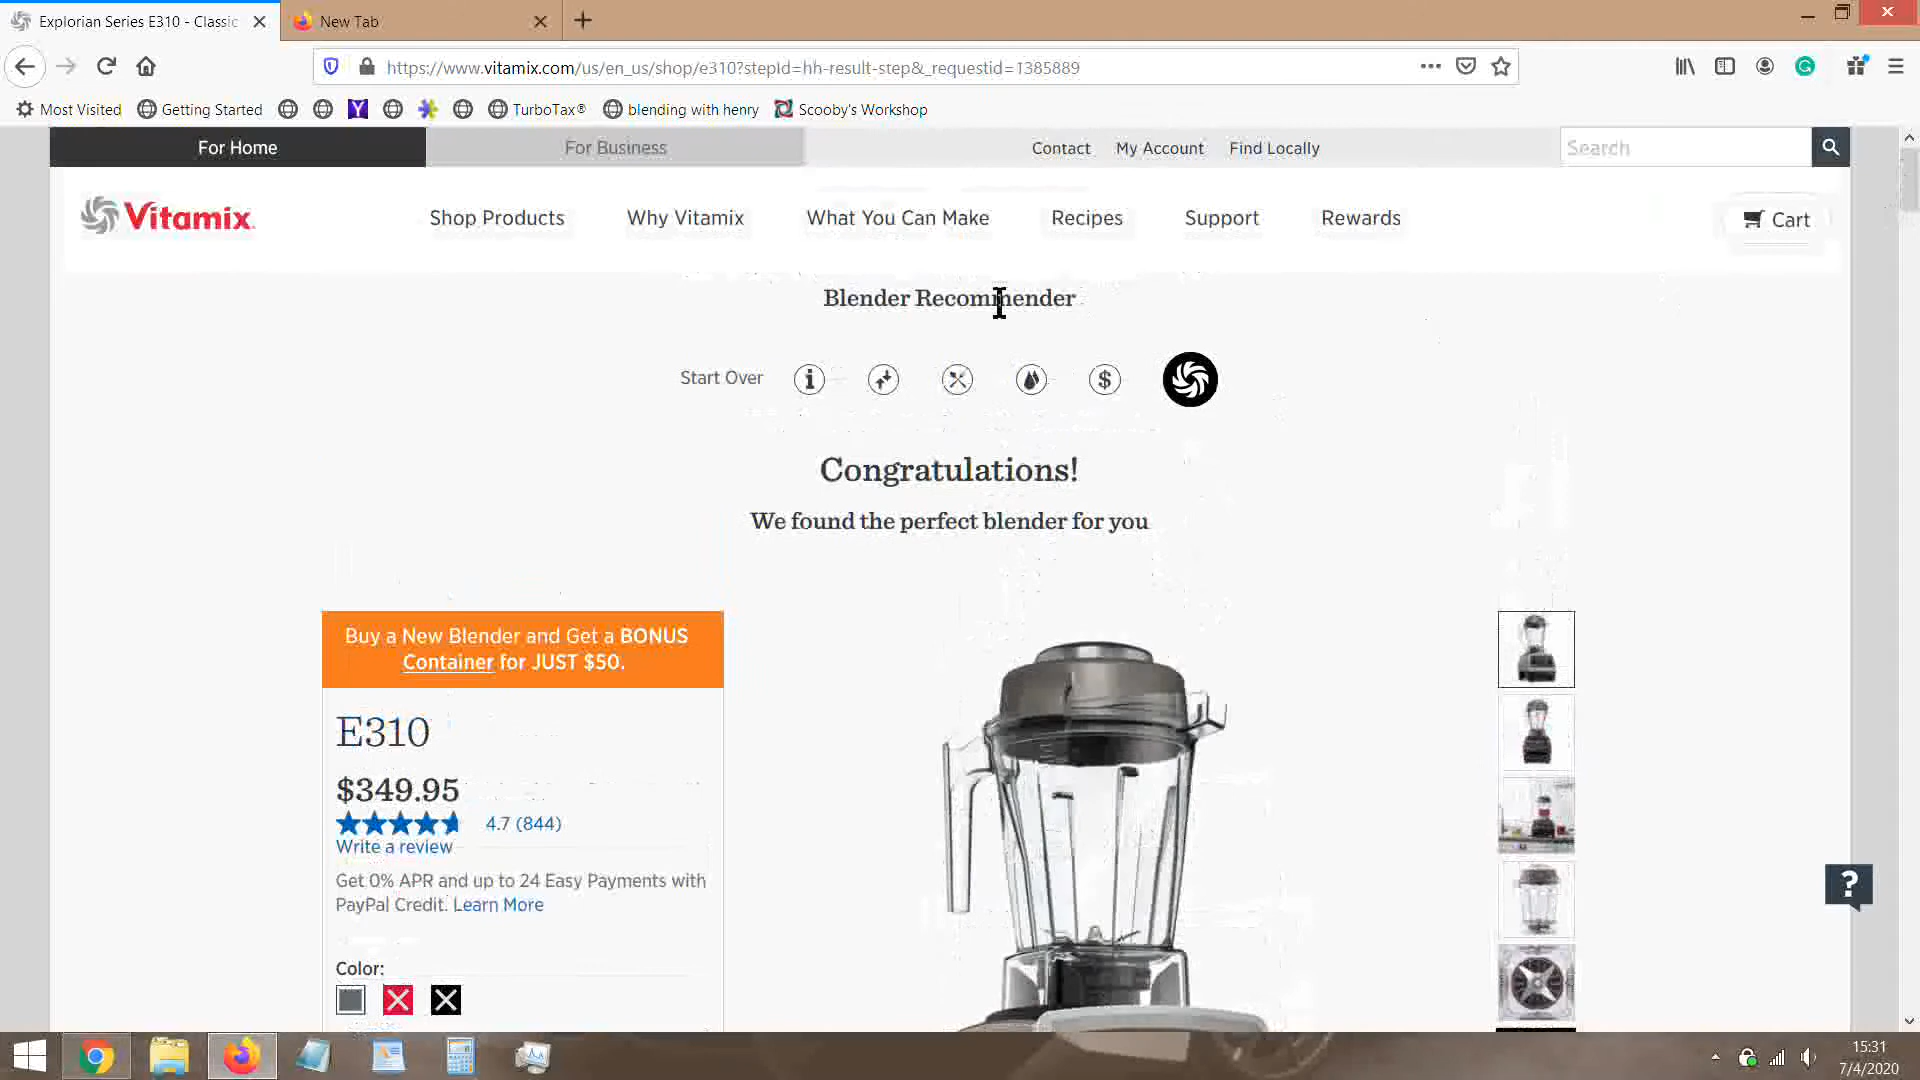 Explorian Series E310 - Classic
New Tab
https://www.vitamix.com/us/en_us/shop/e310?stepId=hh-result-step&_requestid=1385889
Most Visited
Getting Started
TurboTax®
blending with henry
Scooby's Workshop
For Home
For Business
Contact
My Account
Find Locally
Search
Vitamix.
Shop Products
Why Vitamix
What You Can Make
Recipes
Support
Rewards
Cart
Blender Recommender
Start Over
Congratulations!
We found the perfect blender for you
Buy a New Blender and Get a BONUS
Container for JUST $50.
E310
$349.95
4.7 (844)
Write a review
Get 0% APR and up to 24 Easy Payments with
PayPal Credit. Learn More
Color:
15:31
7/4/2020